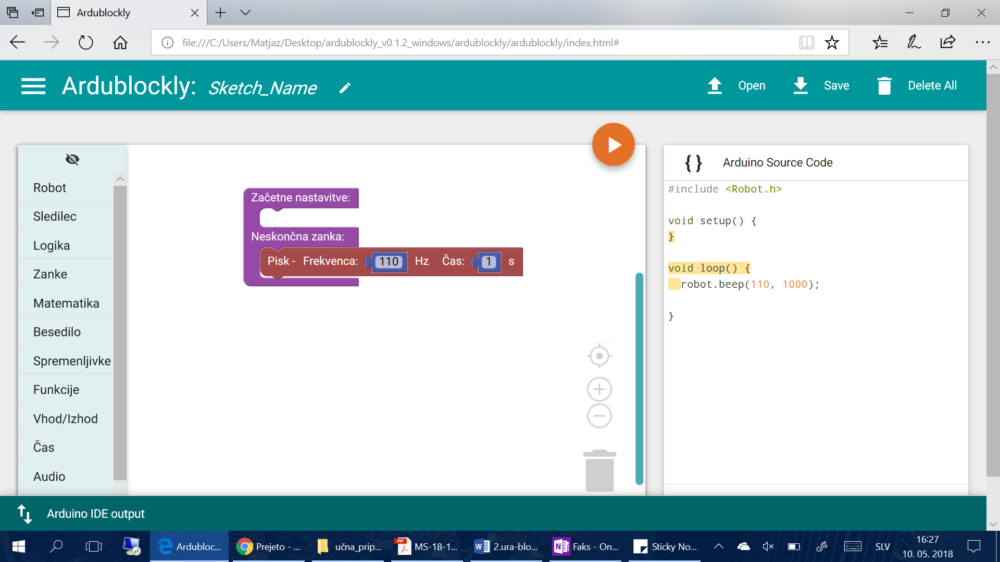 Ardublockly
file:///C:/Users/Matjaz/Desktop/ardublockly_v0.1.2_windows/ardublockly/ardublockly/index.html#
Ardublockly: Sketch_Name
Open
Save
Delete All
Robot
Sledilec
Logika
Zanke
Matematika
Besedilo
Spremenljivke
Funkcije
Vhod/Izhod
Čas
Audio
Začetne nastavitve:
Neskončna zanka:
Pisk - Frekvenca: 110 Hz Čas: 1 s
{ } Arduino Source Code
#include <Robot.h>
void setup() {
}
void loop() {
robot.beep(110, 1000);
}
Arduino IDE output
Ardubloc...
Prejeto - ...
učna_prip...
PDF
MS-18-1...
2.ura-blo...
Faks - On...
Sticky No...
SLV
16:27
10. 05. 2018